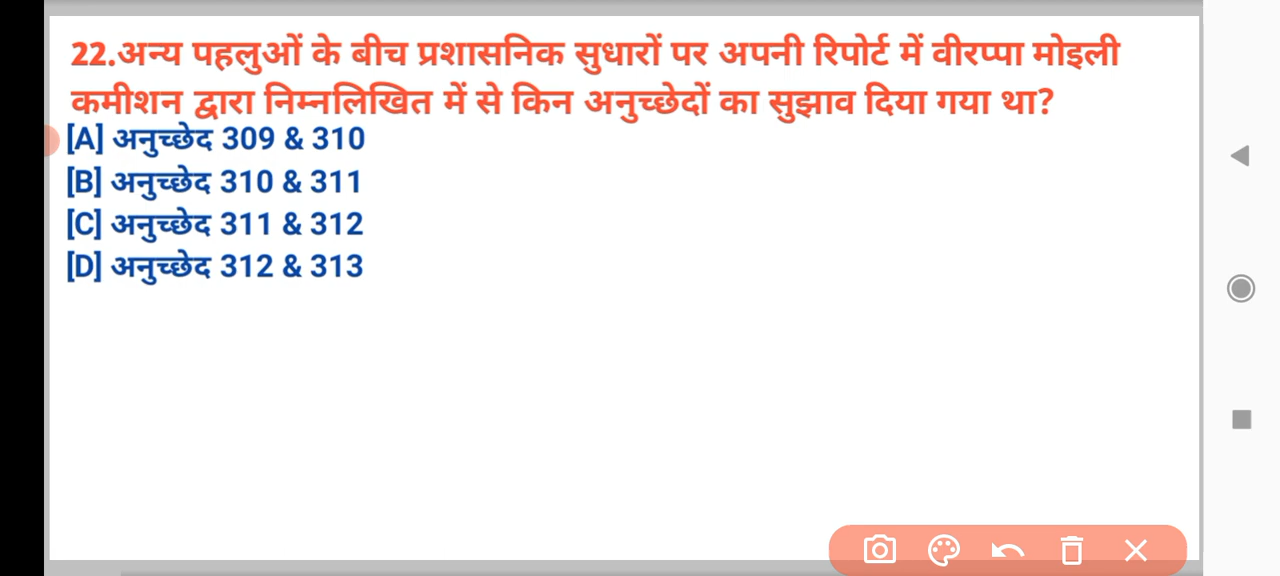 22.अन्य पहलुओं के बीच प्रशासनिक सुधारों पर अपनी रिपोर्ट में वीरप्पा मोइली
कमीशन द्वारा निम्नलिखित में से किन अनुच्छेदों का सुझाव दिया गया था?
[A] अनुच्छेद 309 & 310
[B] अनुच्छेद 310 & 311
[C] अनुच्छेद 311 & 312
[D] अनुच्छेद 312 & 313